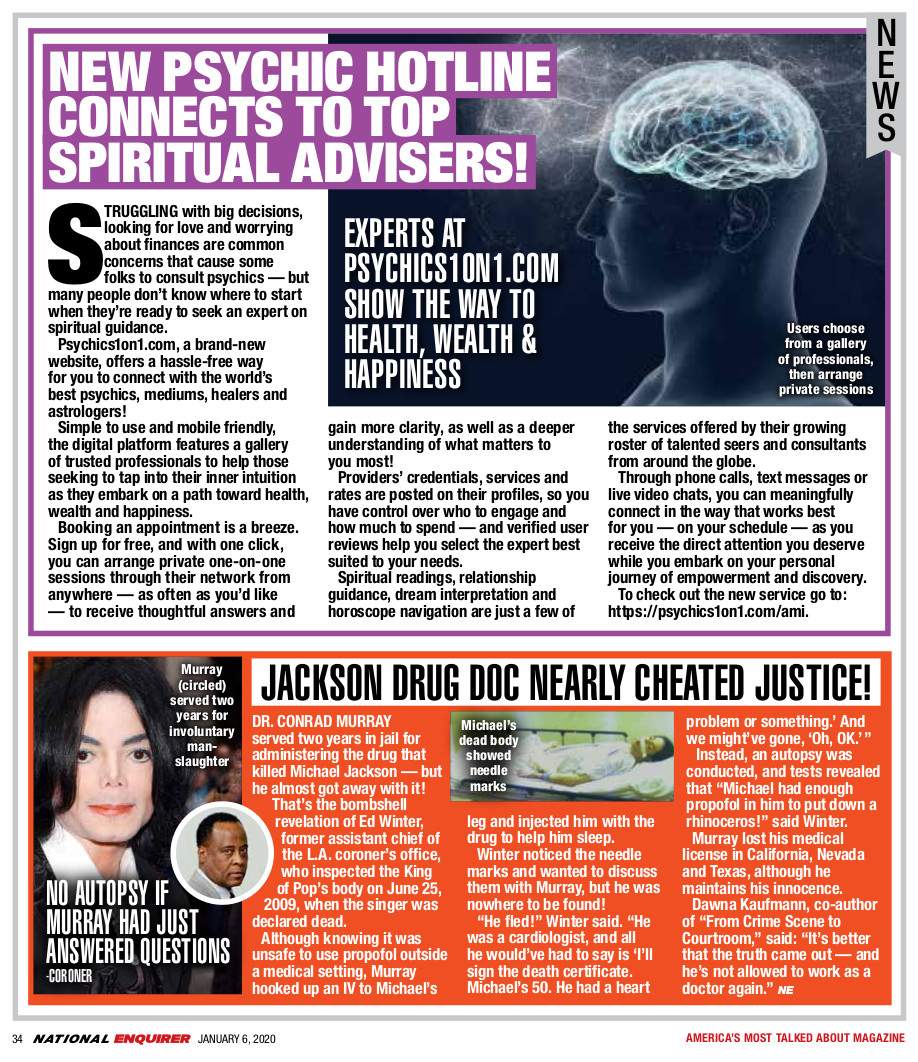 NEWS
NEW PSYCHIC HOTLINE
CONNECTS TO TOP
SPIRITUAL ADVISERS!
EXPERTS AT
PSYCHICS1ON1.COM
SHOW THE WAY TO
HEALTH, WEALTH &
HAPPINESS
Users choose
from a gallery
of professionals,
then arrange
private sessions
STRUGGLING with big decisions,
looking for love and worrying
about finances are common
concerns that cause some
folks to consult psychics — but
many people don’t know where to start
when they’re ready to seek an expert on
spiritual guidance.
Psychics1on1.com, a brand-new
website, offers a hassle-free way
for you to connect with the world’s
best psychics, mediums, healers and
astrologers!
Simple to use and mobile friendly,
the digital platform features a gallery
of trusted professionals to help those
seeking to tap into their inner intuition
as they embark on a path toward health,
wealth and happiness.
Booking an appointment is a breeze.
Sign up for free, and with one click,
you can arrange private one-on-one
sessions through their network from
anywhere — as often as you’d like
— to receive thoughtful answers and
gain more clarity, as well as a deeper
understanding of what matters to
you most!
Providers’ credentials, services and
rates are posted on their profiles, so you
have control over who to engage and
how much to spend — and verified user
reviews help you select the expert best
suited to your needs.
Spiritual readings, relationship
guidance, dream interpretation and
horoscope navigation are just a few of
the services offered by their growing
roster of talented seers and consultants
from around the globe.
Through phone calls, text messages or
live video chats, you can meaningfully
connect in the way that works best
for you — on your schedule — as you
receive the direct attention you deserve
while you embark on your personal
journey of empowerment and discovery.
To check out the new service go to:
https://psychics1on1.com/ami.
Murray
(circled)
served two
years for
involuntary
man-
slaughter
NO AUTOPSY IF
MURRAY HAD JUST
ANSWERED QUESTIONS
-CORONER
JACKSON DRUG DOC NEARLY CHEATED JUSTICE!
DR. CONRAD MURRAY
served two years in jail for
administering the drug that
killed Michael Jackson — but
he almost got away with it!
That’s the bombshell
revelation of Ed Winter,
former assistant chief of
the L.A. coroner’s office,
who inspected the King
of Pop’s body on June 25,
2009, when the singer was
declared dead.
Although knowing it was
unsafe to use propofol outside
a medical setting, Murray
hooked up an IV to Michael’s
Michael’s
dead body
showed
needle
marks
leg and injected him with the
drug to help him sleep.
Winter noticed the needle
marks and wanted to discuss
them with Murray, but he was
nowhere to be found!
“He fled!” Winter said. “He
was a cardiologist, and all
he would’ve had to say is ‘I’ll
sign the death certificate.
Michael’s 50. He had a heart
problem or something.’ And
we might’ve gone, ‘Oh, OK.’ ”
Instead, an autopsy was
conducted, and tests revealed
that “Michael had enough
propofol in him to put down a
rhinoceros!” said Winter.
Murray lost his medical
license in California, Nevada
and Texas, although he
maintains his innocence.
Dawna Kaufmann, co-author
of “From Crime Scene to
Courtroom,” said: “It’s better
that the truth came out — and
he’s not allowed to work as a
doctor again.” NE
34 NATIONAL ENQUIRER JANUARY 6, 2020
AMERICA’S MOST TALKED ABOUT MAGAZINE